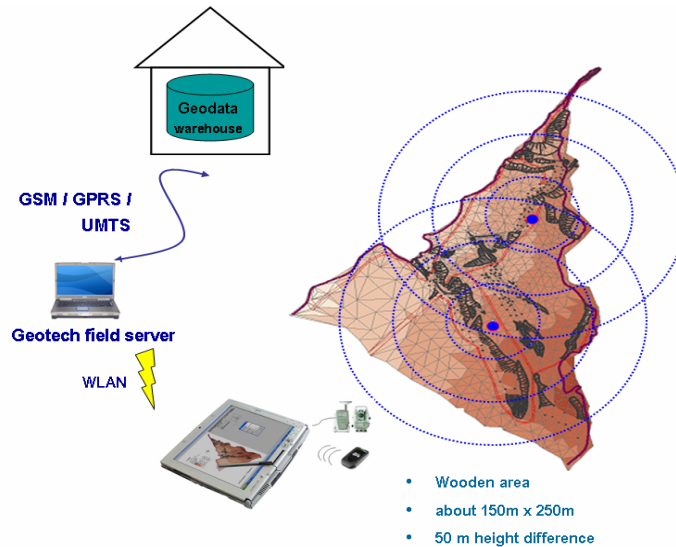 Geodata
warehouse
GSM / GPRS /
UMTS
Geotech field server
WLAN
• Wooden area
• about 150m x 250m
• 50 m height difference